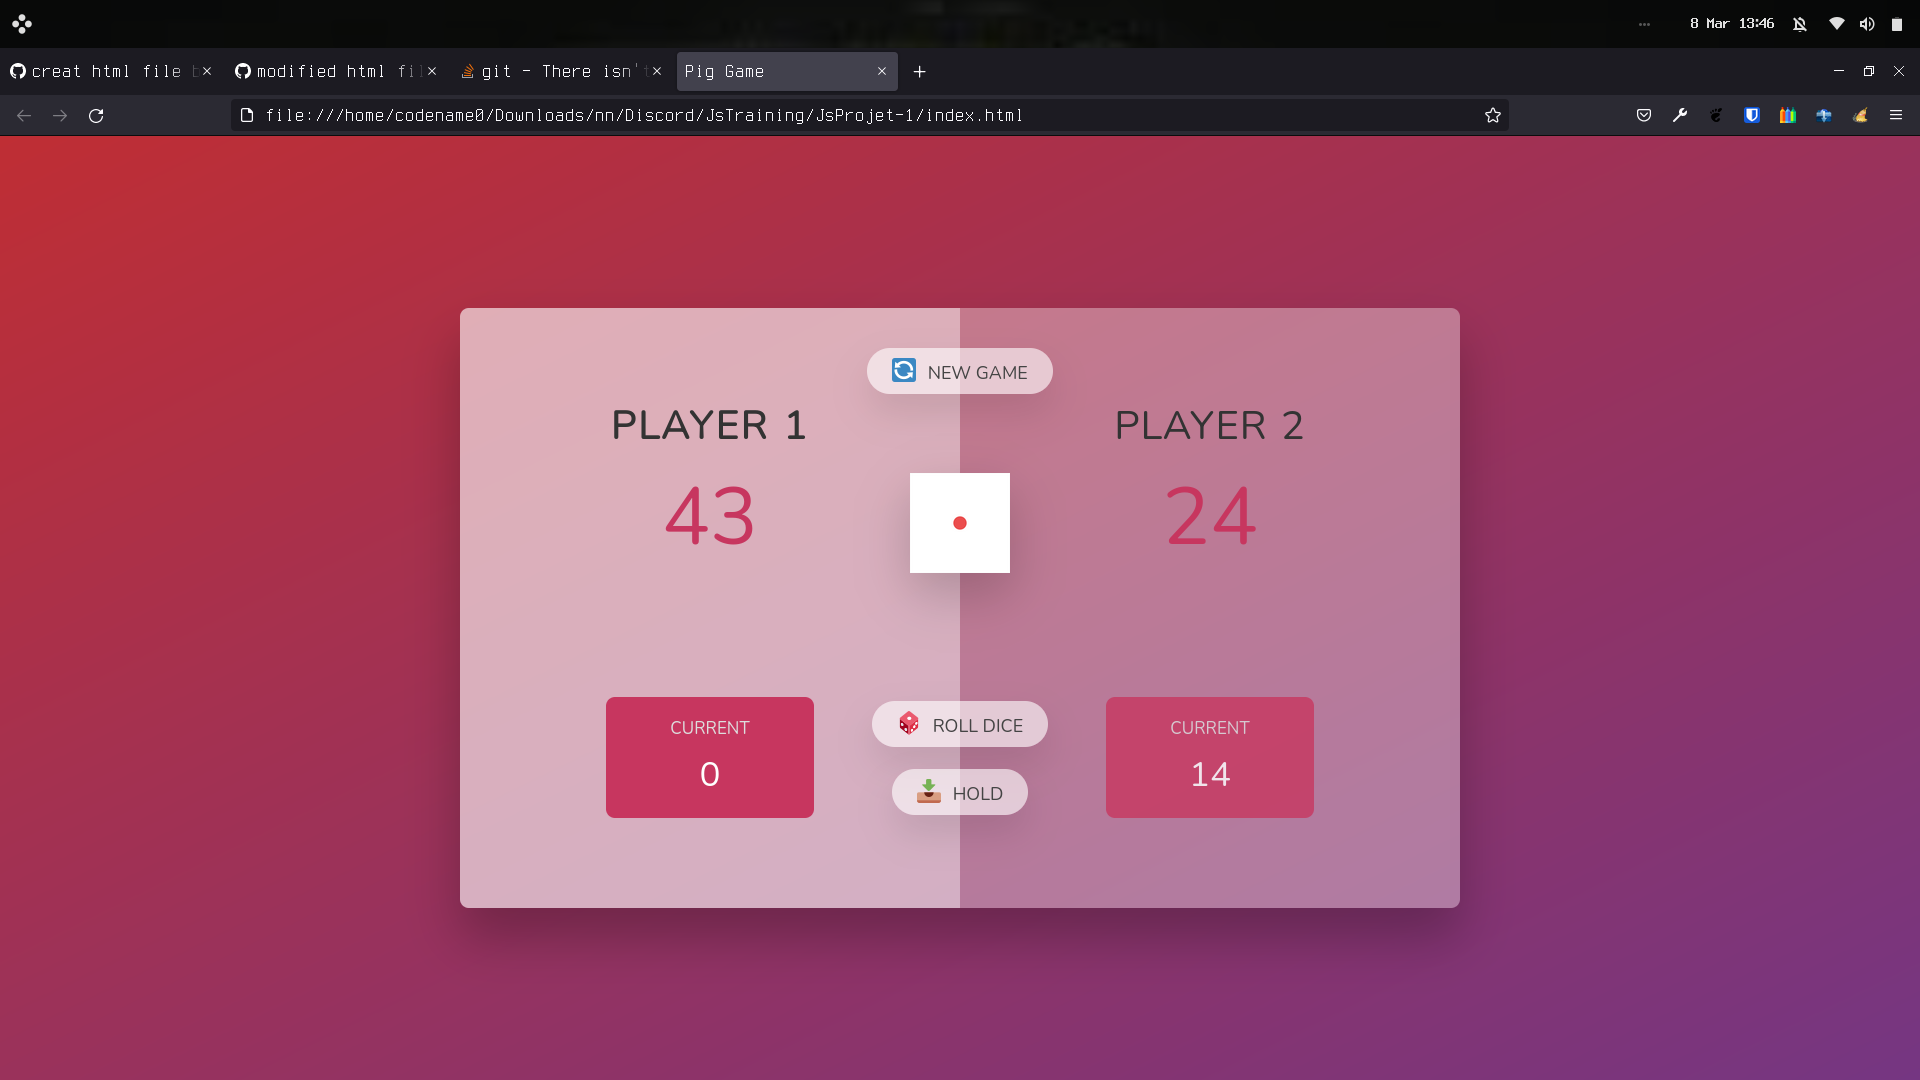 8 Mar 13:46
creat html file
modified html fil
git - There isn't
Pig Game
file:///home/codename0/Downloads/nn/Discord/JsTraining/JsProjet-1/index.html
NEW GAME
PLAYER 1
43
PLAYER 2
24
CURRENT
0
ROLL DICE
HOLD
CURRENT
14